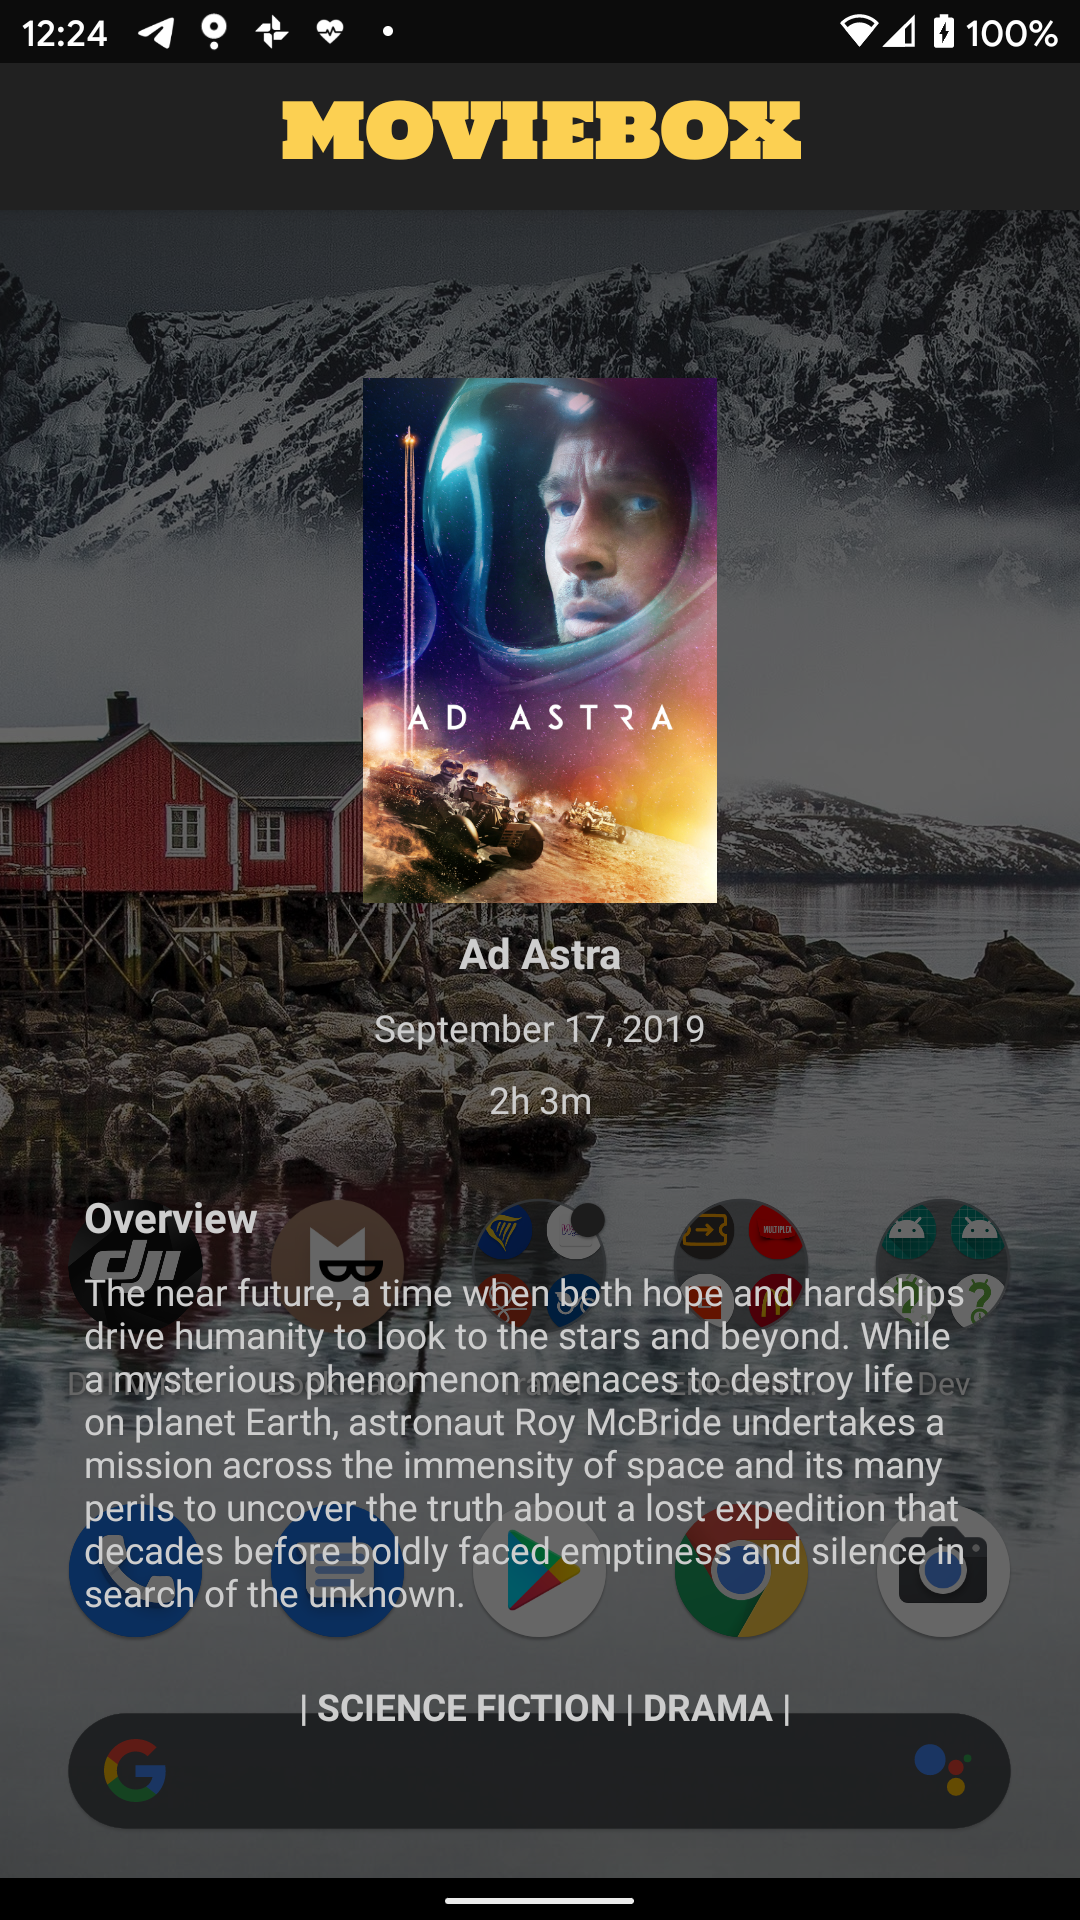 12:24
100%
MOVIEBOX
AD ASTRA
Ad Astra
September 17, 2019
2h 3m
Overview
dji
MULTIPLEX
The near future, a time when both hope and hardships
drive humanity to look to the stars and beyond. While
a mysterious phenomenon menaces to destroy life
Dev
on planet Earth, astronaut Roy McBride undertakes a
mission across the immensity of space and its many
perils to uncover the truth about a lost expedition that
decades before boldly faced emptiness and silence in
search of the unknown.
| SCIENCE FICTION | DRAMA |